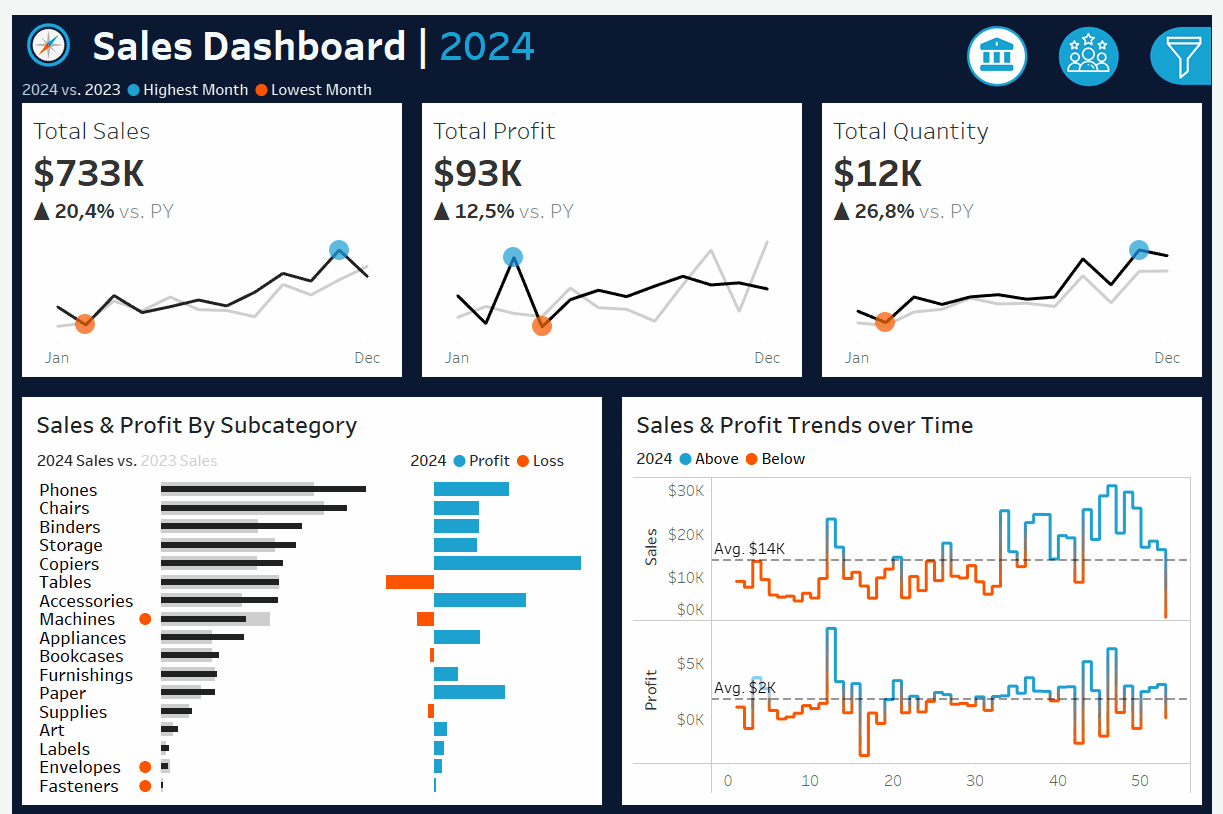 Sales Dashboard | 2024
2024 vs. 2023 Highest Month Lowest Month
Total Sales
$733K
▲ 20,4% vs. PY
Jan Dec
Total Profit
$93K
▲ 12,5% vs. PY
Jan Dec
Total Quantity
$12K
▲ 26,8% vs. PY
Jan Dec
Sales & Profit By Subcategory
2024 Sales vs. 2023 Sales
2024 Profit Loss
Phones
Chairs
Binders
Storage
Copiers
Tables
Accessories
Machines
Appliances
Bookcases
Furnishings
Paper
Supplies
Art
Labels
Envelopes
Fasteners
Sales & Profit Trends over Time
2024 Above Below
Sales
$30K
$20K
Avg. $14K
$10K
$0K
Profit
$5K
Avg. $2K
$0K
0 10 20 30 40 50